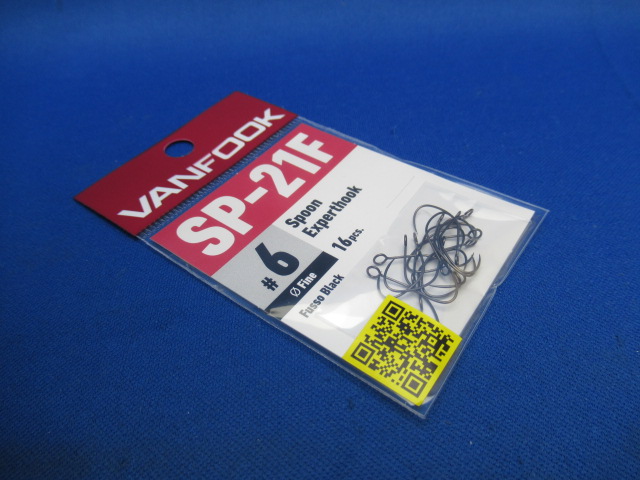 VANFOOK
SP-21F
#6
Spoon
Experthook
Ø Fine
16pcs.
Fusso Black